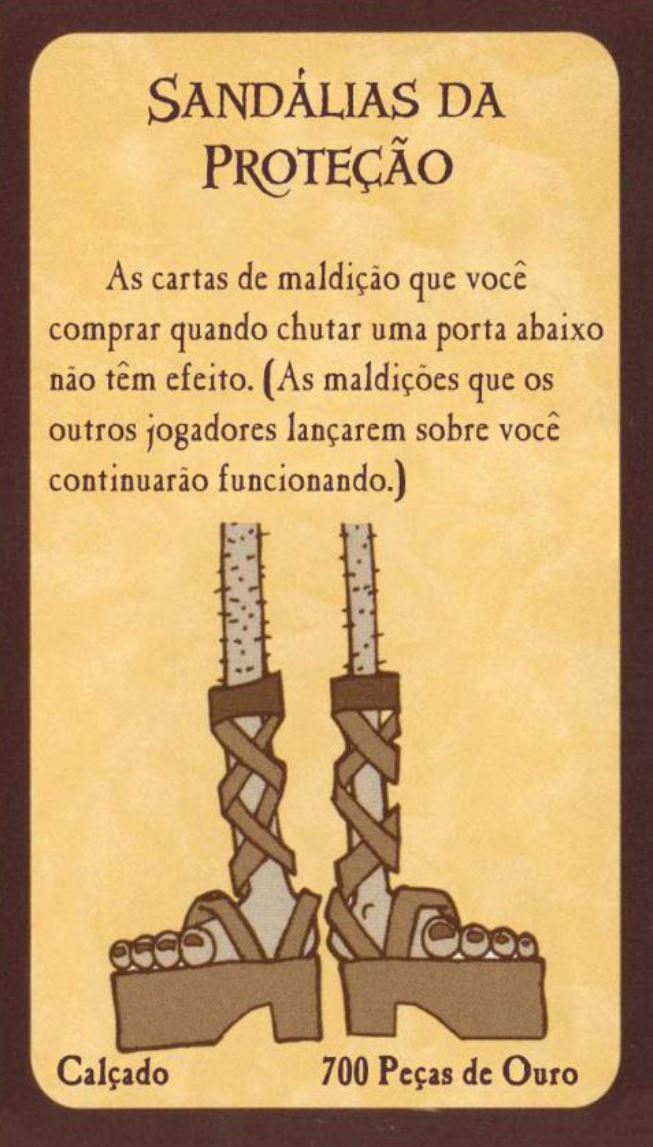 Sandálias da
Proteção
As cartas de maldição que você
comprar quando chutar uma porta abaixo
não têm efeito. (As maldições que os
outros jogadores lançarem sobre você
continuarão funcionando.)
Calçado 700 Peças de Ouro